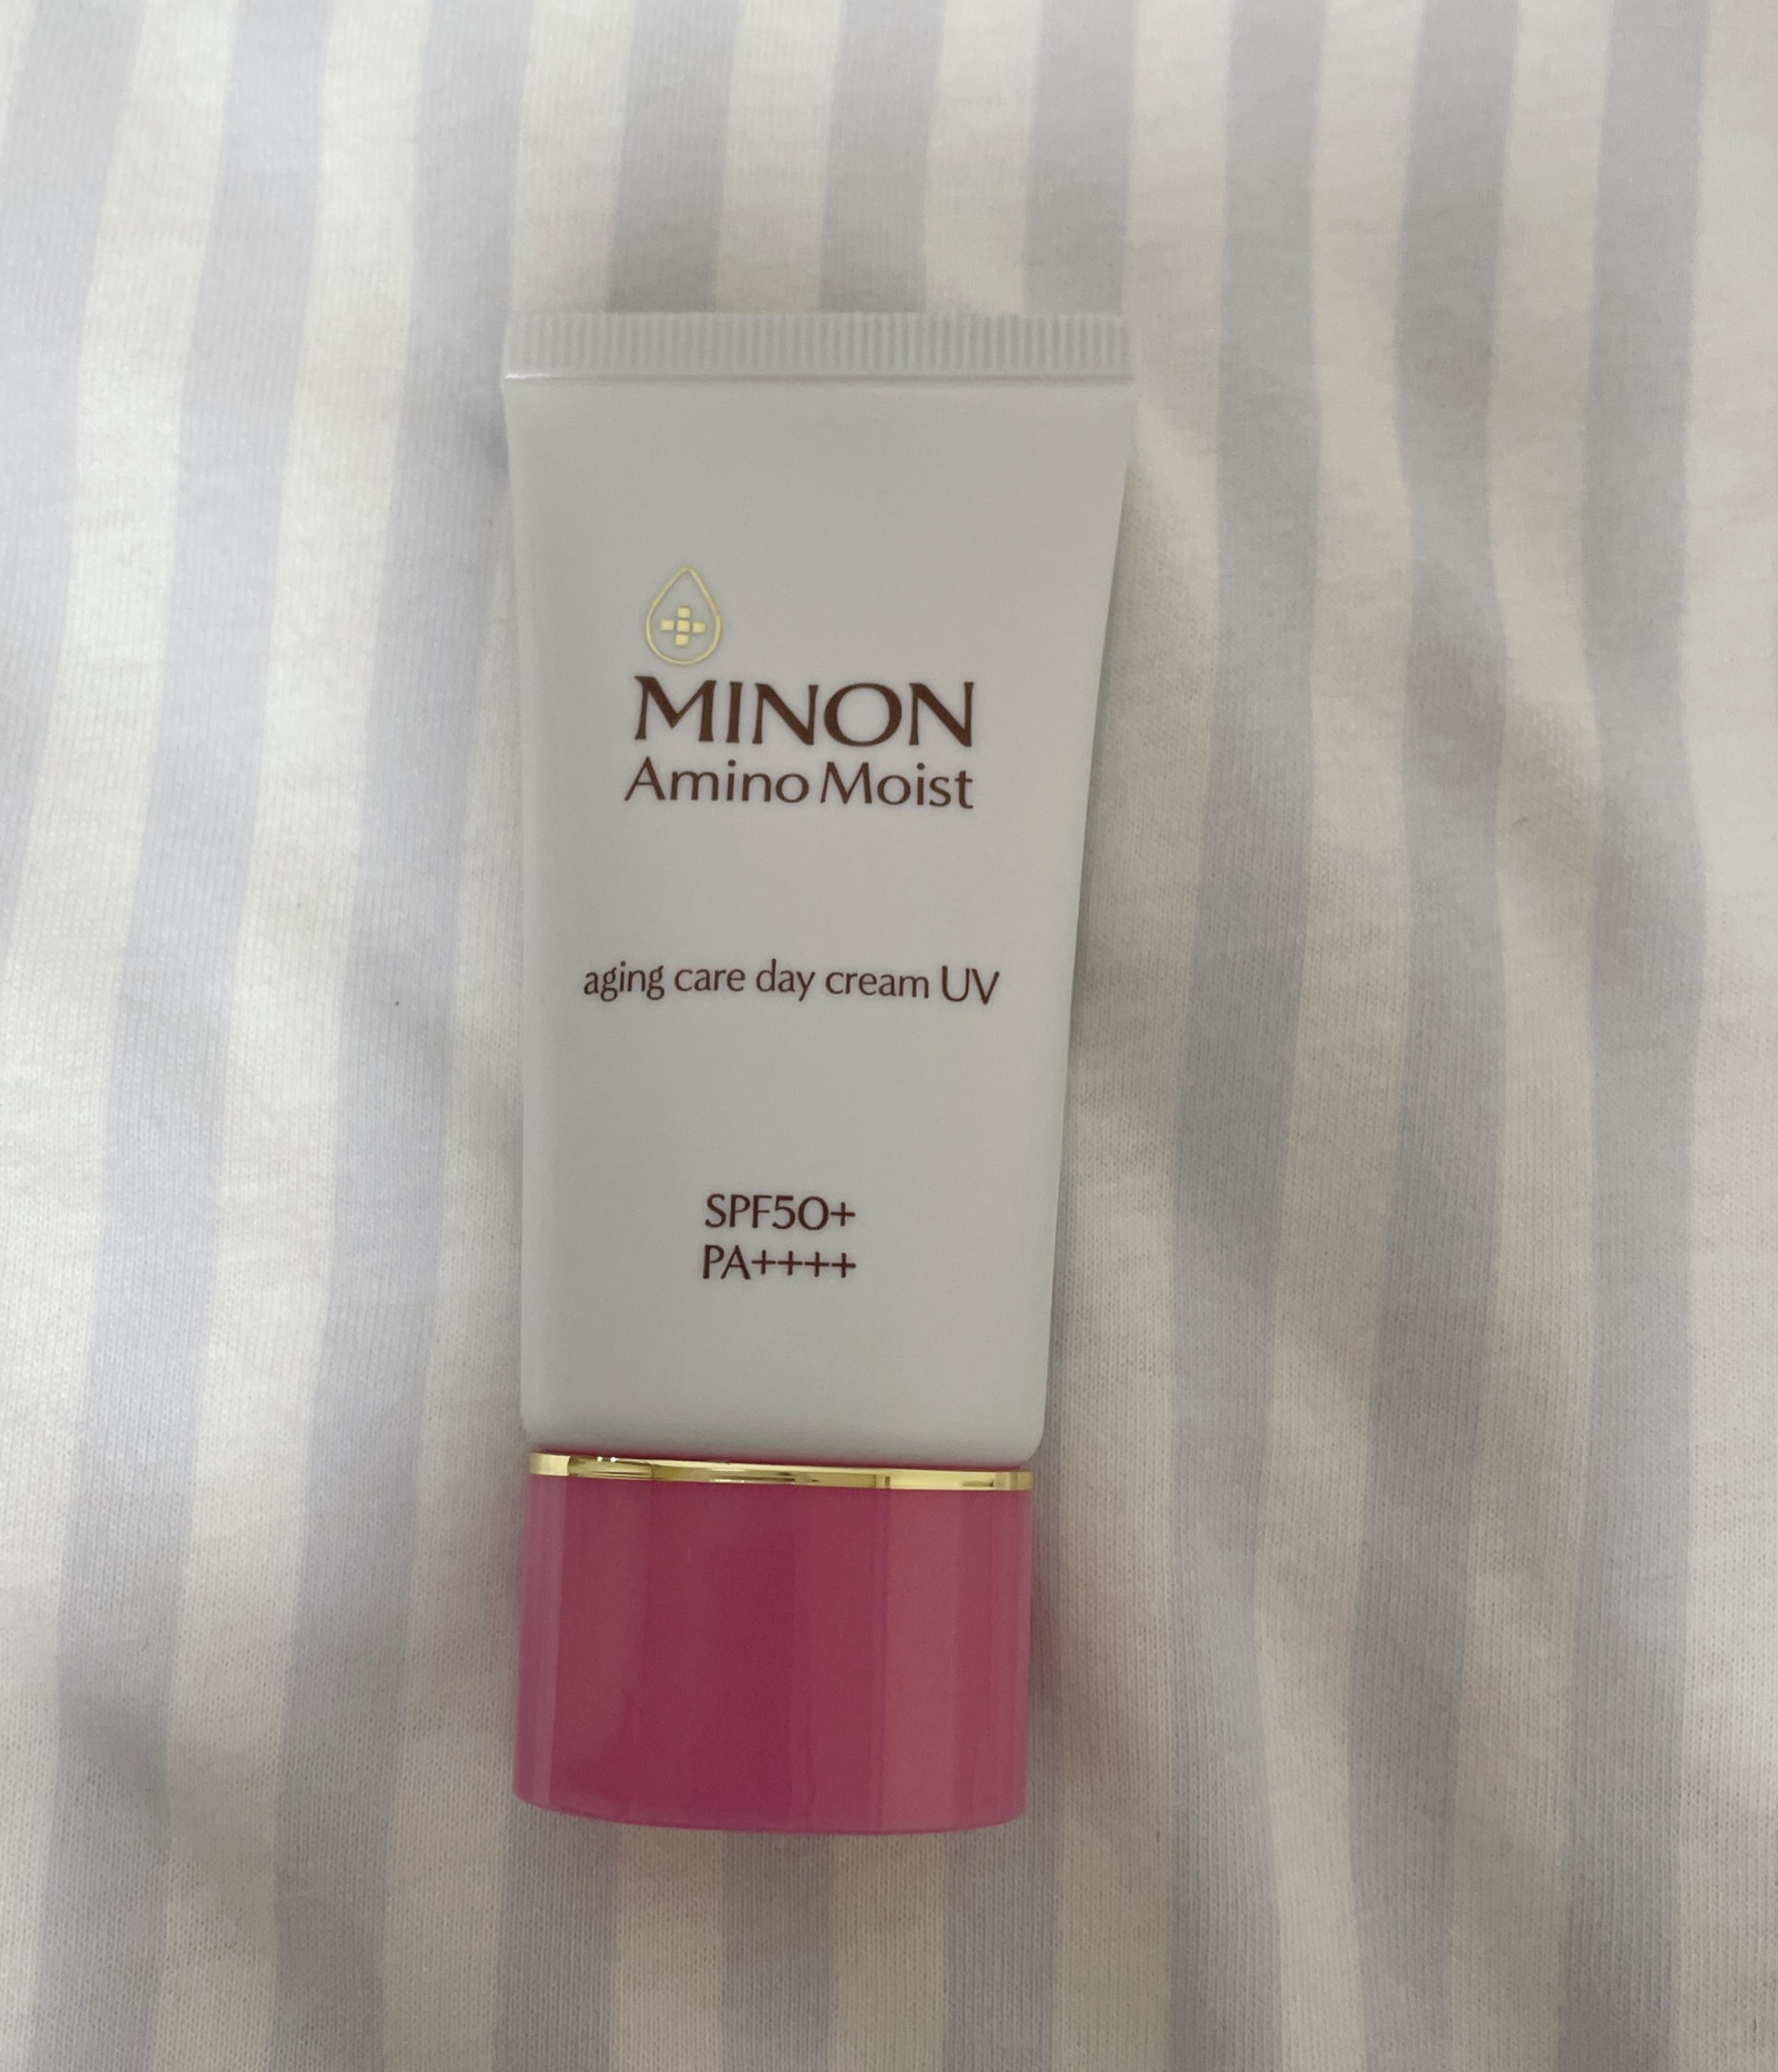 MINON
Amino Moist
aging care day cream UV
SPF50+
PA++++